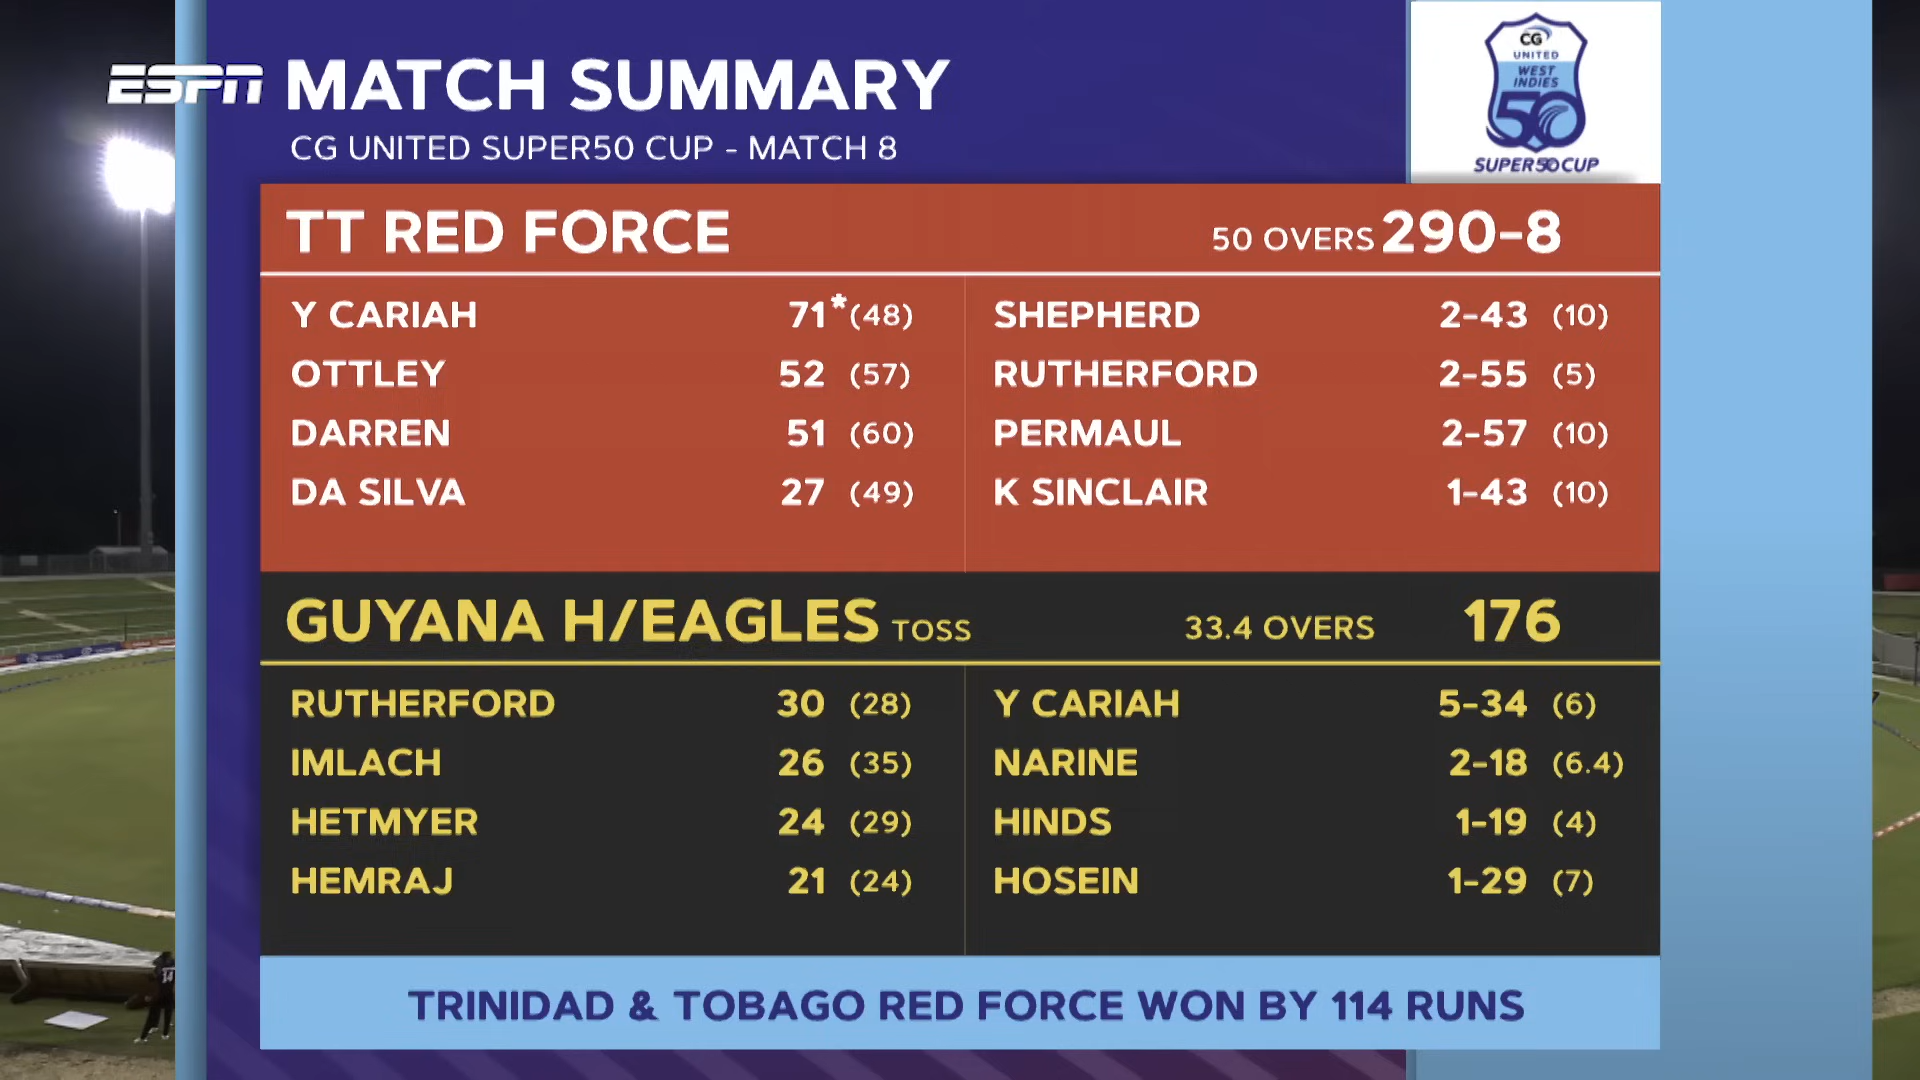 ESPN MATCH SUMMARY
CG UNITED SUPER50 CUP - MATCH 8
CG
UNITED
WEST
INDIES
50
SUPER50 CUP
TT RED FORCE 50 OVERS 290-8
Y CARIAH 71* (48) SHEPHERD 2-43 (10)
OTTLEY 52 (57) RUTHERFORD 2-55 (5)
DARREN 51 (60) PERMAUL 2-57 (10)
DA SILVA 27 (49) K SINCLAIR 1-43 (10)
GUYANA H/EAGLES TOSS 33.4 OVERS 176
RUTHERFORD 30 (28) Y CARIAH 5-34 (6)
IMLACH 26 (35) NARINE 2-18 (6.4)
HETMYER 24 (29) HINDS 1-19 (4)
HEMRAJ 21 (24) HOSEIN 1-29 (7)
TRINIDAD & TOBAGO RED FORCE WON BY 114 RUNS